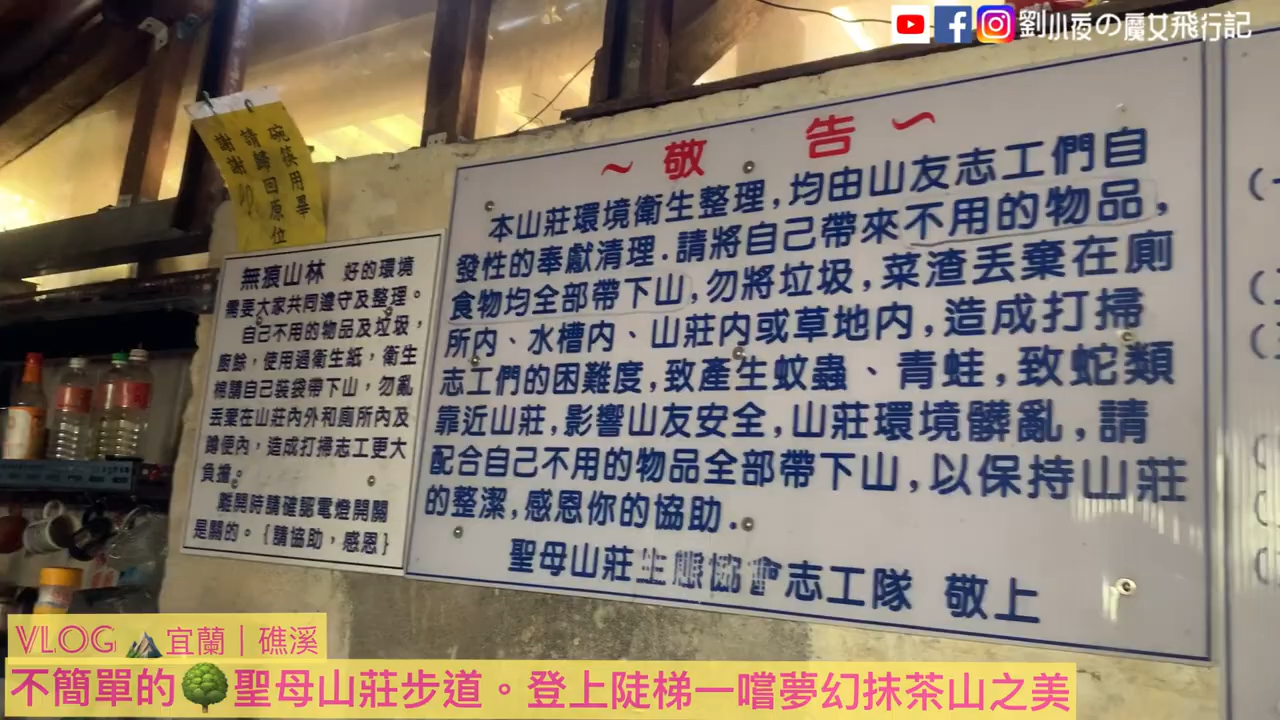 劉小夜の魔女飛行記
碗筷用畢
請歸回原位
謝謝
無痕山林 好的環境
需要大家共同遵守及整理。
自己不用的物品及垃圾，
廚餘，使用過衛生紙，衛生
棉請自己裝袋帶下山，勿亂
丟棄在山莊內外和廁所內及
蹲便內，造成打掃志工更大
負擔。
離開時請確認電燈開關
是關的。{請協助，感恩}
~ 敬 告 ~
本山莊環境衛生整理,均由山友志工們自
發性的奉獻清理.請將自己帶來不用的物品,
食物均全部帶下山,勿將垃圾,菜渣丟棄在廁
所內、水槽內、山莊內或草地內,造成打掃
志工們的困難度,致產生蚊蟲、青蛙,致蛇類
靠近山莊,影響山友安全,山莊環境髒亂,請
配合自己不用的物品全部帶下山,以保持山莊
的整潔,感恩你的協助.
聖母山莊生態協會志工隊 敬上
VLOG⛰️宜蘭｜礁溪
不簡單的🌳聖母山莊步道。登上陡梯一嚐夢幻抹茶山之美